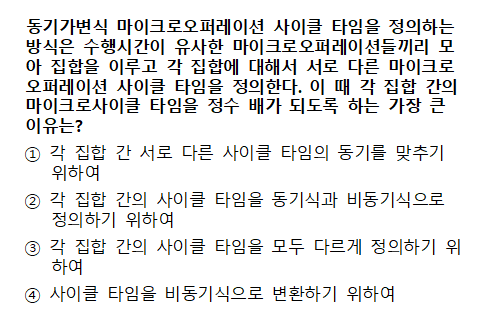 동기가변식 마이크로오퍼레이션 사이클 타임을 정의하는
방식은 수행시간이 유사한 마이크로오퍼레이션들끼리 모
아 집합을 이루고 각 집합에 대해서 서로 다른 마이크로
오퍼레이션 사이클 타임을 정의한다. 이 때 각 집합 간의
마이크로사이클 타임을 정수 배가 되도록 하는 가장 큰
이유는?
① 각 집합 간 서로 다른 사이클 타임의 동기를 맞추기
위하여
② 각 집합 간의 사이클 타임을 동기식과 비동기식으로
정의하기 위하여
③ 각 집합 간의 사이클 타임을 모두 다르게 정의하기 위
하여
④ 사이클 타임을 비동기식으로 변환하기 위하여